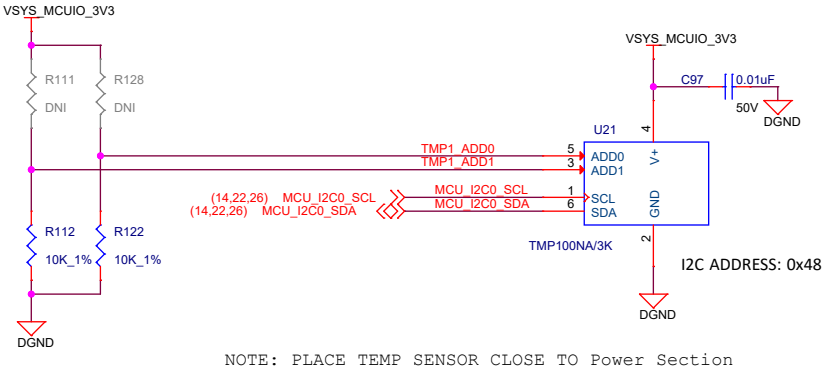 VSYS_MCUIO_3V3
R111
DNI
R128
DNI
R112
10K_1%
R122
10K_1%
DGND
TMP1_ADD0
TMP1_ADD1
(14,22,26) MCU_I2C0_SCL
(14,22,26) MCU_I2C0_SDA
MCU_I2C0_SCL
MCU_I2C0_SDA
VSYS_MCUIO_3V3
C97
0.01uF
50V
DGND
U21
4
5
3
1
6
2
ADD0
ADD1
SCL
SDA
V+
GND
TMP100NA/3K
I2C ADDRESS: 0x48
DGND
NOTE: PLACE TEMP SENSOR CLOSE TO Power Section